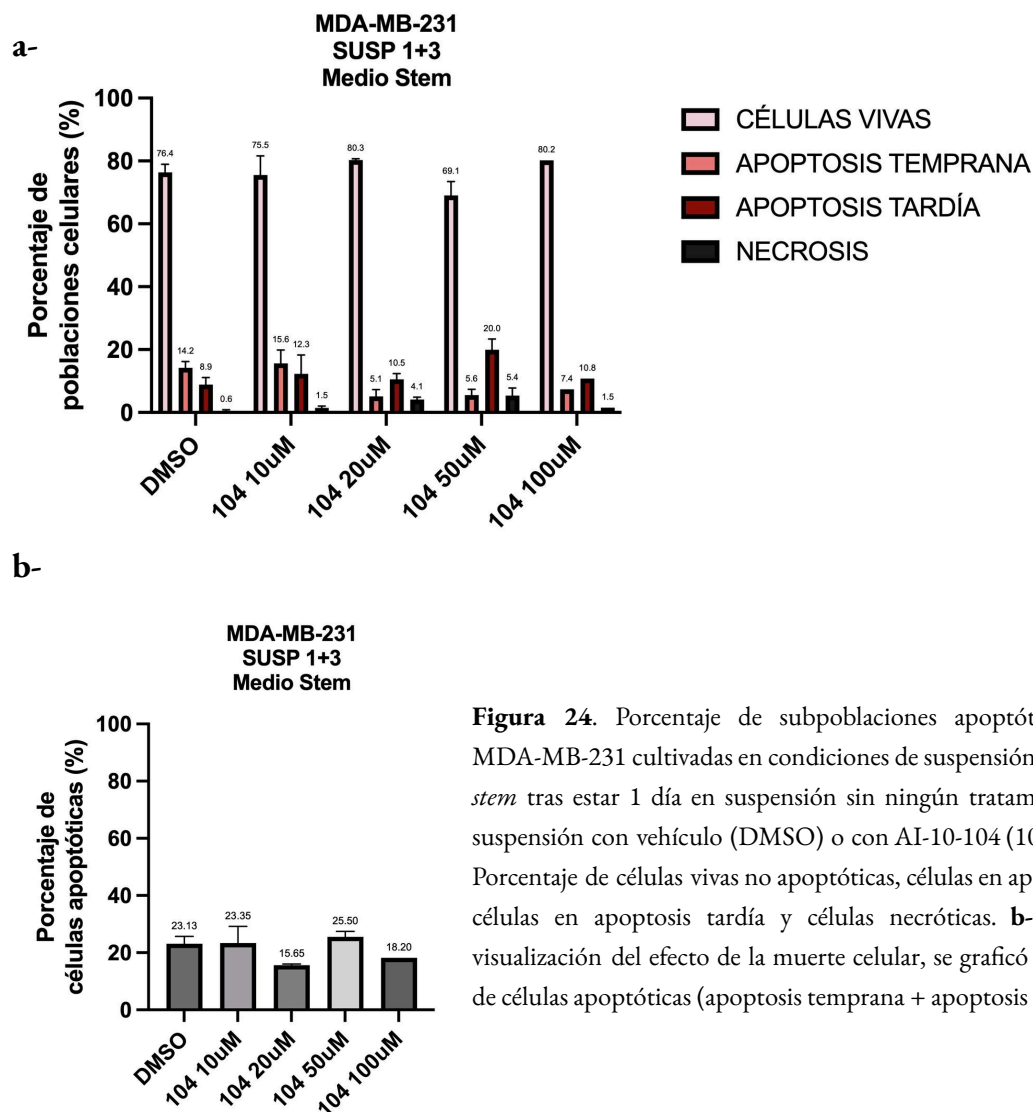 a-
MDA-MB-231
SUSP 1+3
Medio Stem
Porcentaje de
poblaciones celulares (%)
100
80
60
40
20
0
76.4
14.2
8.9
0.6
75.5
15.6
12.3
1.5
80.3
5.1
10.5
4.1
69.1
5.6
20.0
5.4
80.2
7.4
10.8
1.5
DMSO
104 10uM
104 20uM
104 50uM
104 100uM
CÉLULAS VIVAS
APOPTOSIS TEMPRANA
APOPTOSIS TARDÍA
NECROSIS
b-
MDA-MB-231
SUSP 1+3
Medio Stem
Porcentaje de
células apoptóticas (%)
100
80
60
40
20
0
23.13
23.35
15.65
25.50
18.20
DMSO
104 10uM
104 20uM
104 50uM
104 100uM
Figura 24. Porcentaje de subpoblaciones apoptót
MDA-MB-231 cultivadas en condiciones de suspensión
stem tras estar 1 día en suspensión sin ningún tratam
suspensión con vehículo (DMSO) o con AI-10-104 (10
Porcentaje de células vivas no apoptóticas, células en ap
células en apoptosis tardía y células necróticas. b-
visualización del efecto de la muerte celular, se graficó
de células apoptóticas (apoptosis temprana + apoptosis